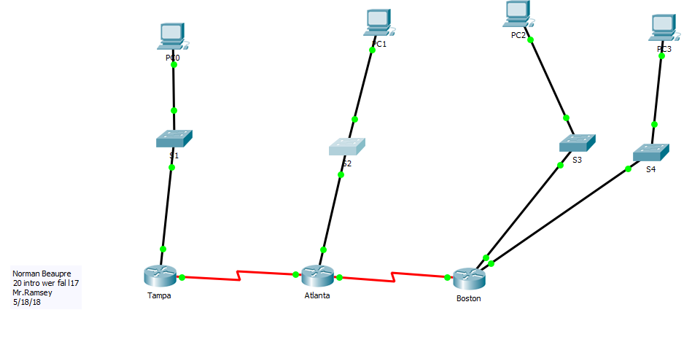 PC0
PC1
PC2
PC3
S1
S2
S3
S4
Tampa
Atlanta
Boston
Norman Beaupre
20 intro wer fal l17
Mr.Ramsey
5/18/18